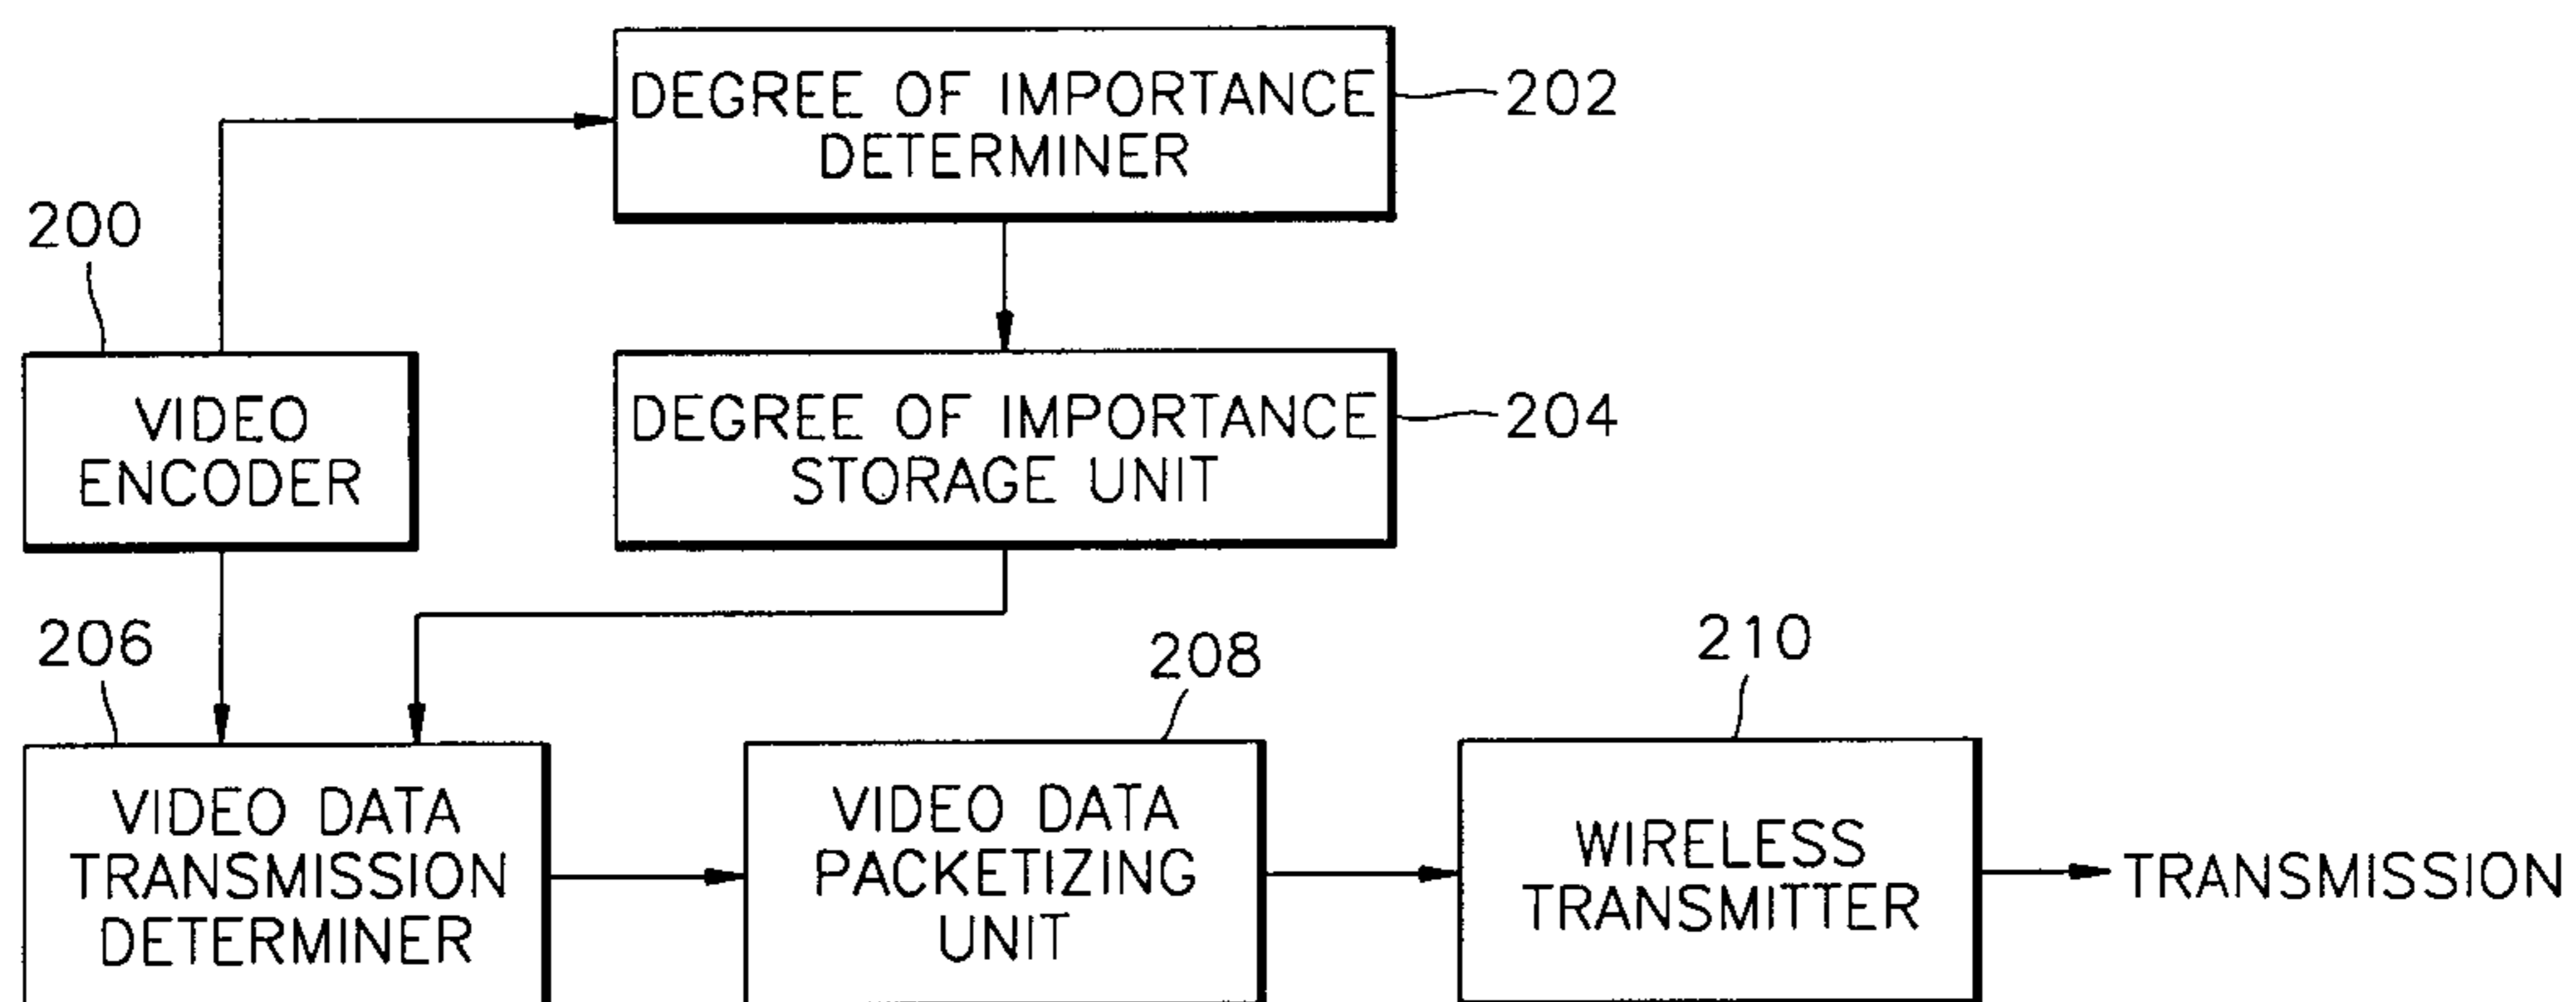 DEGREE OF IMPORTANCE
DETERMINER
202
200
VIDEO
ENCODER
DEGREE OF IMPORTANCE
STORAGE UNIT
204
206
208
210
VIDEO DATA
TRANSMISSION
DETERMINER
VIDEO DATA
PACKETIZING
UNIT
WIRELESS
TRANSMITTER
TRANSMISSION